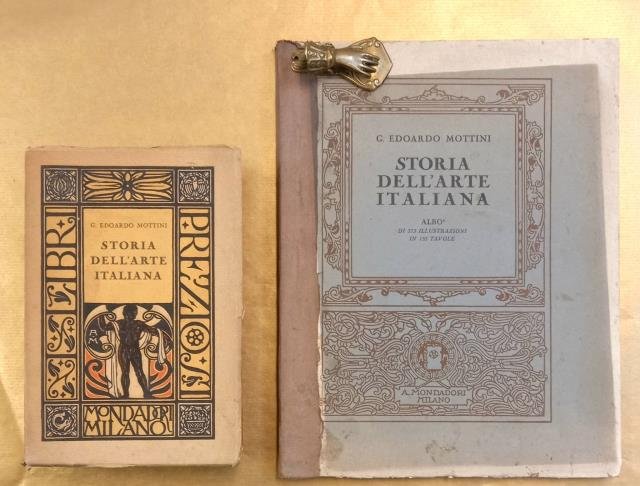 LIBRI
PREZIOSI
G. EDOARDO MOTTINI
STORIA
DELL'ARTE
ITALIANA
MONDADORI
MILANO
G. EDOARDO MOTTINI
STORIA
DELL'ARTE
ITALIANA
ALBO
DI 373 ILLUSTRAZIONI
IN 155 TAVOLE
A. MONDADORI
MILANO